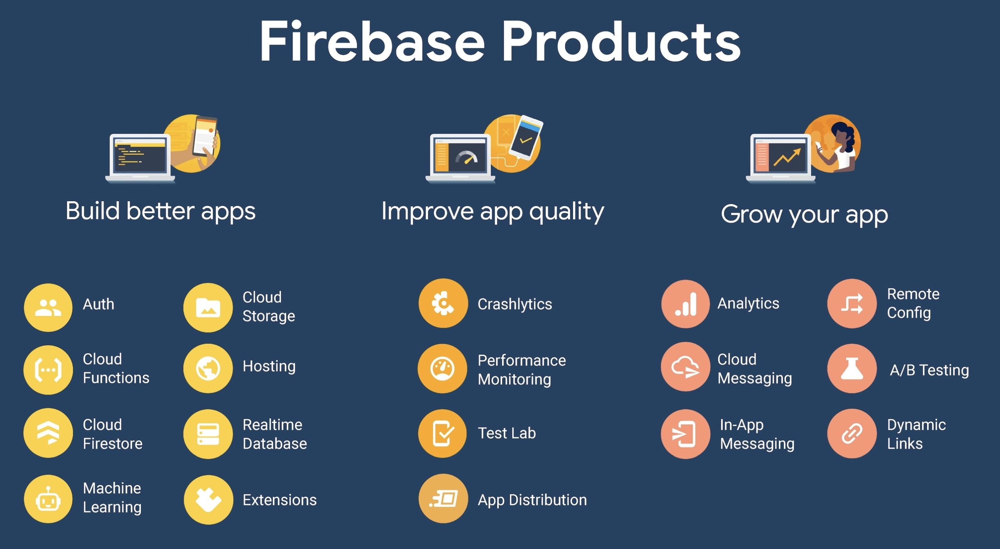 Firebase Products
Build better apps
Improve app quality
Grow your app
Auth
Cloud
Storage
Cloud
Functions
Hosting
Cloud
Firestore
Realtime
Database
Machine
Learning
Extensions
Crashlytics
Performance
Monitoring
Test Lab
App Distribution
Analytics
Remote
Config
Cloud
Messaging
A/B Testing
In-App
Messaging
Dynamic
Links